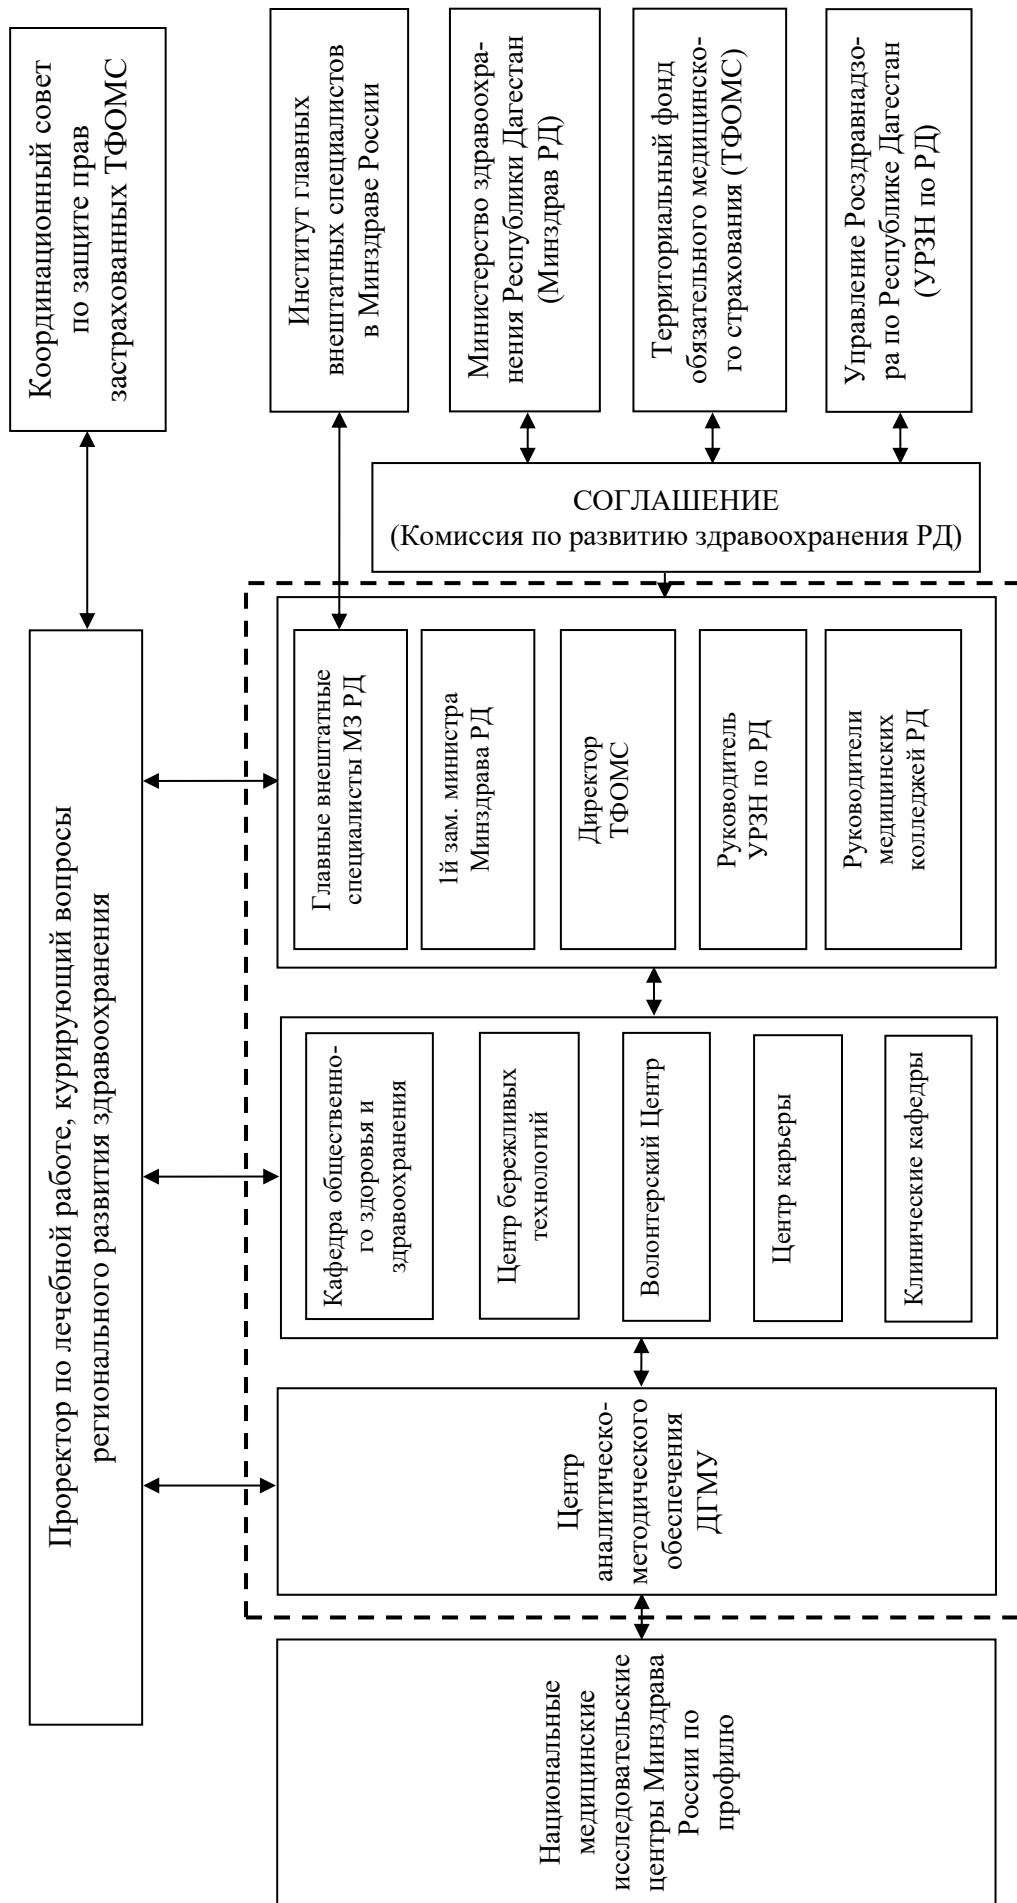 Проректор по лечебной работе, курирующий вопросы
регионального развития здравоохранения
Координационный совет
по защите прав
застрахованных ТФОМС
Национальные
медицинские
исследовательские
центры Минздрава
России по
профилю
Центр
аналитическо-
методического
обеспечения
ДГМУ
Кафедра общественно-
го здоровья и
здравоохранения
Центр бережливых
технологий
Волонтерский Центр
Центр карьеры
Клинические кафедры
Главные внештатные
специалисты МЗ РД
1й зам. министра
Минздрава РД
Директор
ТФОМС
Руководитель
УРЗН по РД
Руководители
медицинских
колледжей РД
СОГЛАШЕНИЕ
(Комиссия по развитию здравоохранения РД)
Институт главных
внештатных специалистов
в Минздраве России
Министерство здравоохра-
нения Республики Дагестан
(Минздрав РД)
Территориальный фонд
обязательного медицинско-
го страхования (ТФОМС)
Управление Росздравнадзо-
ра по Республике Дагестан
(УРЗН по РД)